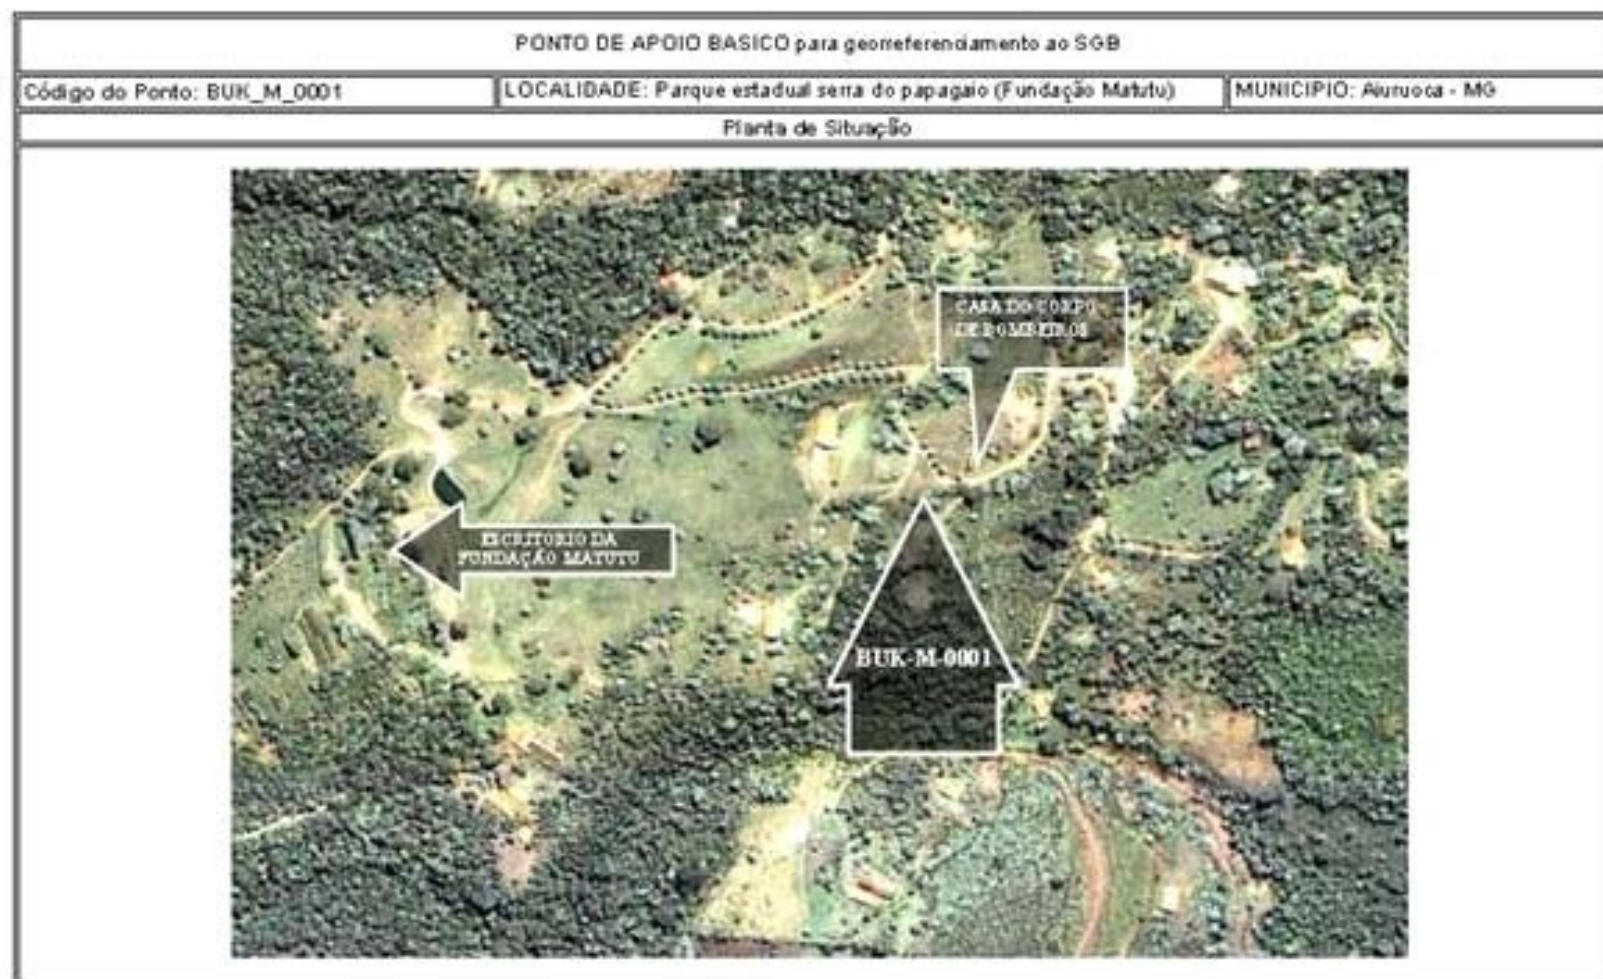 PONTO DE APOIO BASICO para georreferenciamento ao SGB
Código do Ponto: BUK_M_0001
LOCALIDADE: Parque estadual serra do papagaio (Fundação Matutu)
MUNICIPIO: Aiuruoca - MG
Planta de Situação
CASA DO CORPO
DE BOMBEIROS
ESCRITORIO DA
FUNDAÇÃO MATUTU
BUK-M-0001